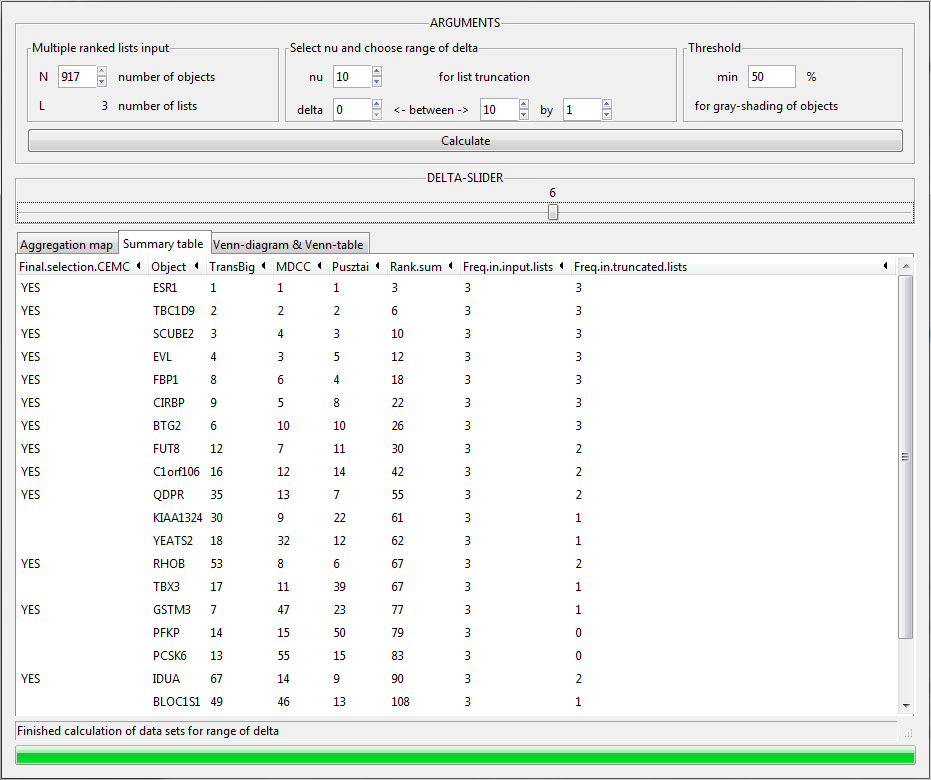 ARGUMENTS
Multiple ranked lists input
Select nu and choose range of delta
Threshold
N 917 number of objects
nu 10 for list truncation
min 50 %
L 3 number of lists
delta 0 <- between -> 10 by 1
for gray-shading of objects
Calculate
DELTA-SLIDER
6
Aggregation map Summary table Venn-diagram & Venn-table
Final.selection.CEMC Object TransBig MDCC Pusztai Rank.sum Freq.in.input.lists Freq.in.truncated.lists
YES ESR1 1 1 1 3 3 3
YES TBC1D9 2 2 2 6 3 3
YES SCUBE2 3 4 3 10 3 3
YES EVL 4 3 5 12 3 3
YES FBP1 8 6 4 18 3 3
YES CIRBP 9 5 8 22 3 3
YES BTG2 6 10 10 26 3 3
YES FUT8 12 7 11 30 3 2
YES C1orf106 16 12 14 42 3 2
YES QDPR 35 13 7 55 3 2
KIAA1324 30 9 22 61 3 1
YEATS2 18 32 12 62 3 1
YES RHOB 53 8 6 67 3 2
TBX3 17 11 39 67 3 1
YES GSTM3 7 47 23 77 3 1
PFKP 14 15 50 79 3 0
PCSK6 13 55 15 83 3 0
YES IDUA 67 14 9 90 3 2
BLOC1S1 49 46 13 108 3 1
Finished calculation of data sets for range of delta